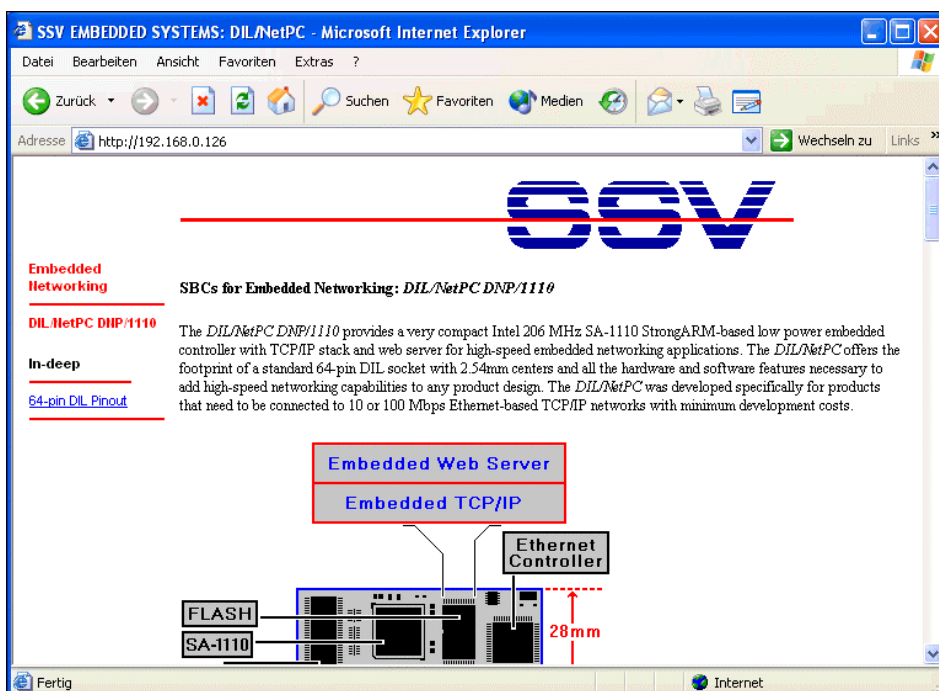 SSV EMBEDDED SYSTEMS: DIL/NetPC - Microsoft Internet Explorer
Datei Bearbeiten Ansicht Favoriten Extras ?
Zurück Suchen Favoriten Medien
Adresse http://192.168.0.126 Wechseln zu Links »
SSV
Embedded
Networking
DIL/NetPC DNP/1110
In-deep
64-pin DIL Pinout
SBCs for Embedded Networking: DIL/NetPC DNP/1110
The DIL/NetPC DNP/1110 provides a very compact Intel 206 MHz SA-1110 StrongARM-based low power embedded
controller with TCP/IP stack and web server for high-speed embedded networking applications. The DIL/NetPC offers the
footprint of a standard 64-pin DIL socket with 2.54mm centers and all the hardware and software features necessary to
add high-speed networking capabilities to any product design. The DIL/NetPC was developed specifically for products
that need to be connected to 10 or 100 Mbps Ethernet-based TCP/IP networks with minimum development costs.
Embedded Web Server
Embedded TCP/IP
Ethernet
Controller
FLASH
SA-1110
28mm
Fertig Internet